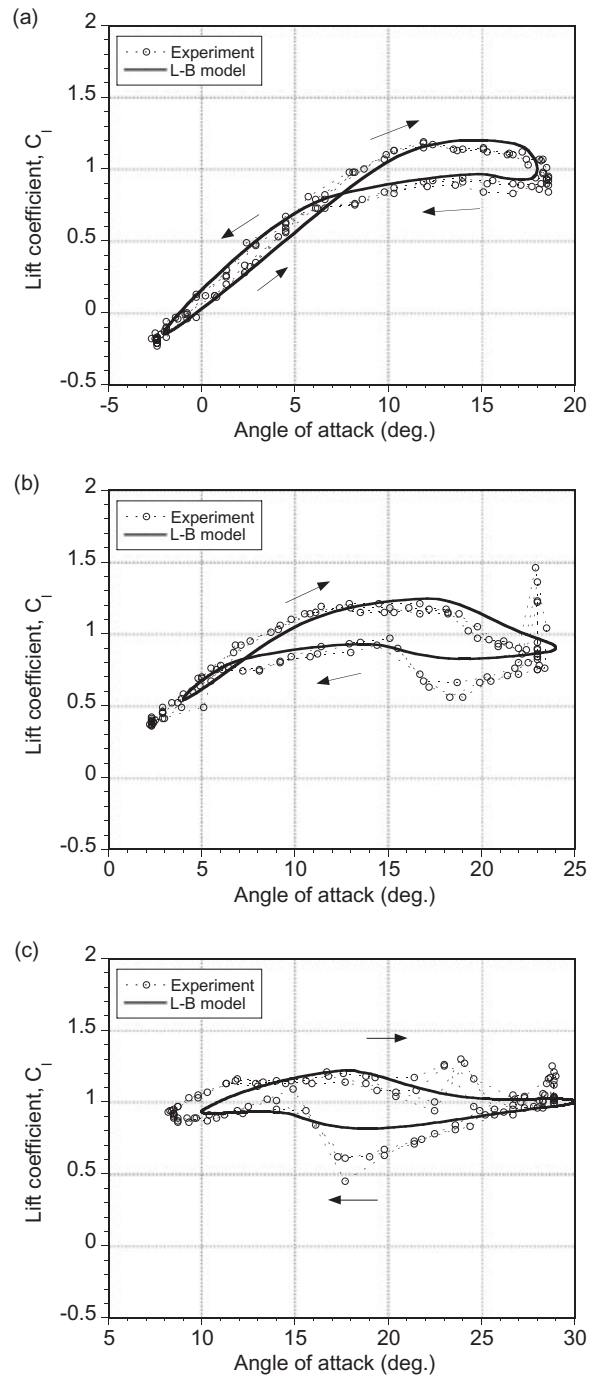 (a)
2
1.5
1
0.5
0
-0.5
Lift coefficient, C_l
Experiment
L-B model
-5 0 5 10 15 20
Angle of attack (deg.)
(b)
2
1.5
1
0.5
0
-0.5
Lift coefficient, C_l
Experiment
L-B model
0 5 10 15 20 25
Angle of attack (deg.)
(c)
2
1.5
1
0.5
0
-0.5
Lift coefficient, C_l
Experiment
L-B model
5 10 15 20 25 30
Angle of attack (deg.)